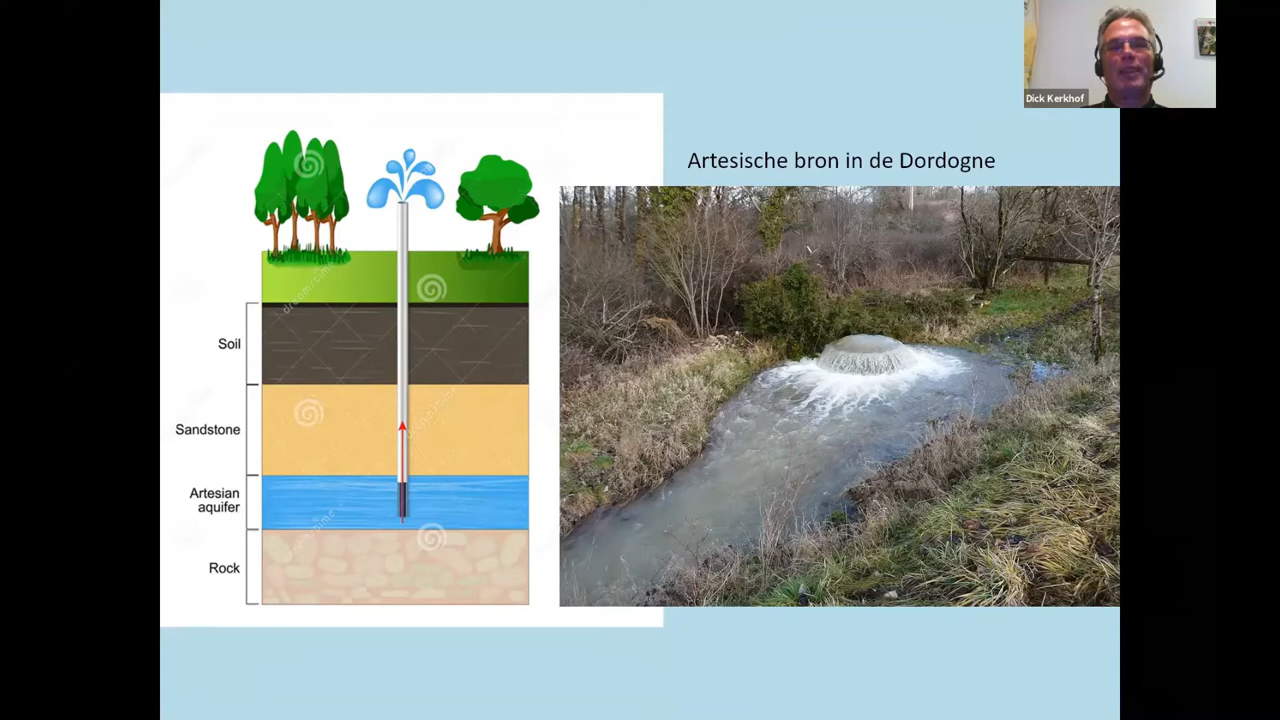 Dick Kerkhof
Artesische bron in de Dordogne
Soil
Sandstone
Artesian
aquifer
Rock